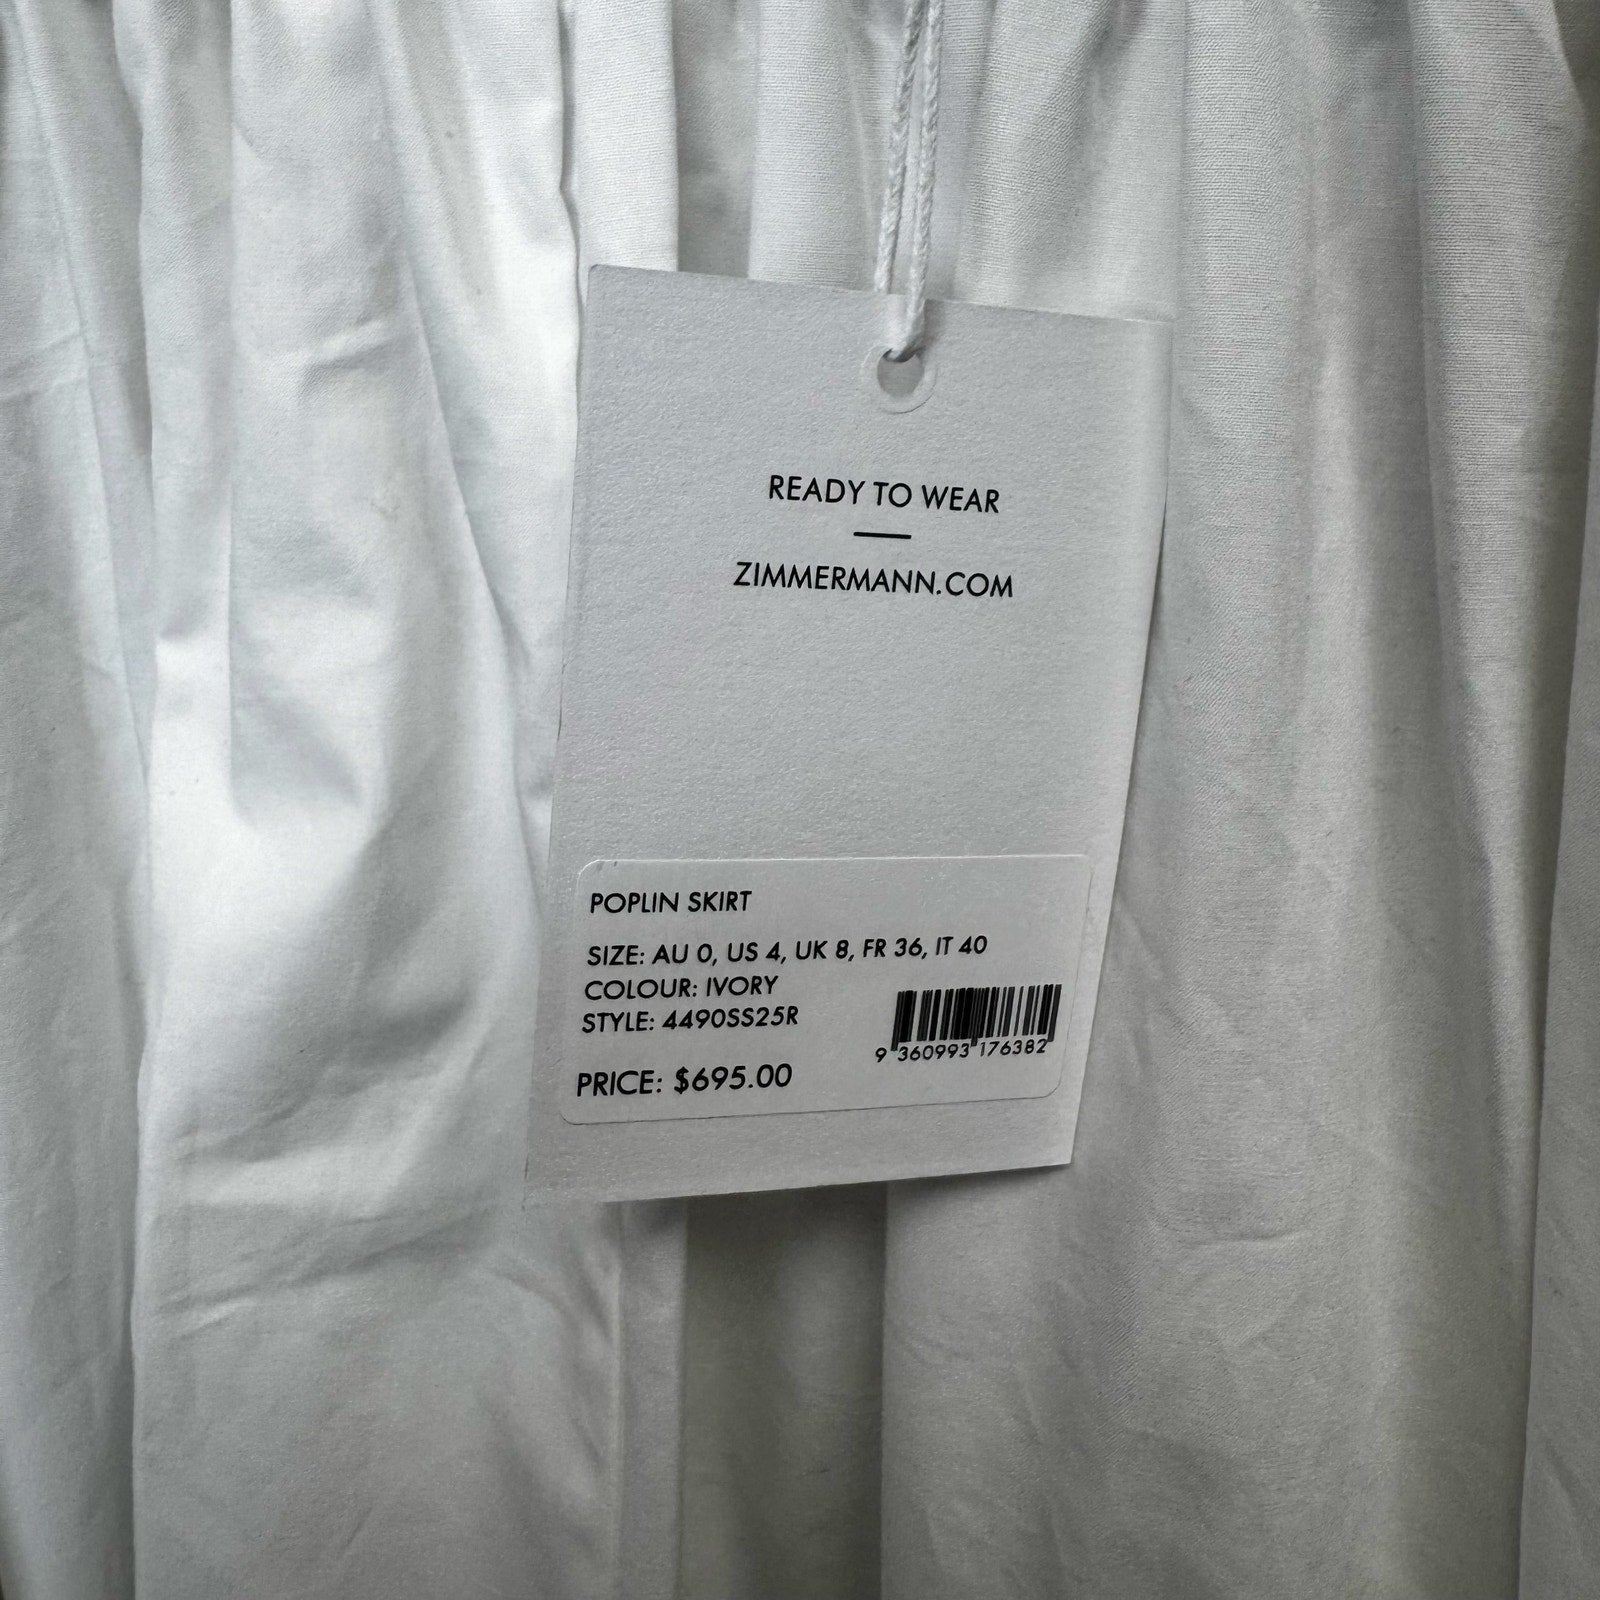 READY TO WEAR
ZIMMERMANN.COM
POPLIN SKIRT
SIZE: AU 0, US 4, UK 8, FR 36, IT 40
COLOUR: IVORY
STYLE: 4490SS25R
9 360993 176382
PRICE: $695.00